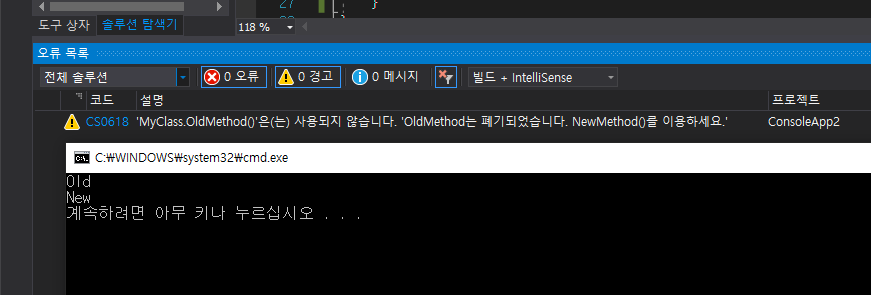 27 }
도구 상자 솔루션 탐색기
118 %
오류 목록
전체 솔루션 0 오류 0 경고 0 메시지 빌드 + IntelliSense
코드 설명 프로젝트
CS0618 'MyClass.OldMethod()'은(는) 사용되지 않습니다. 'OldMethod는 폐기되었습니다. NewMethod()를 이용하세요.' ConsoleApp2
C:₩WINDOWS₩system32₩cmd.exe
Old
New
계속하려면 아무 키나 누르십시오 . . .